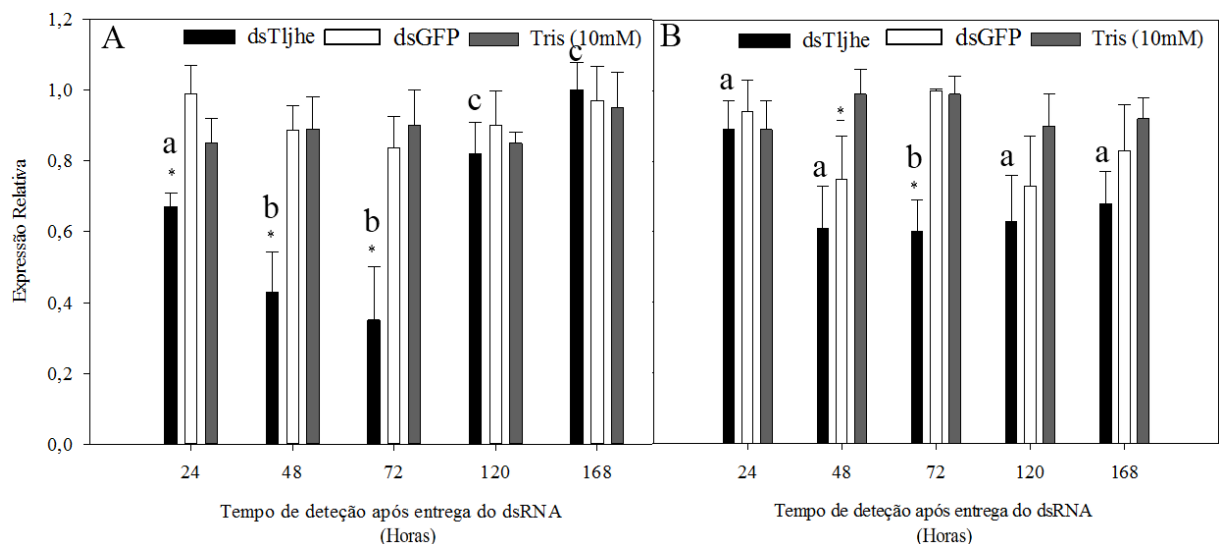 A
dsTljhe
dsGFP
Tris (10mM)
B
dsTljhe
dsGFP
Tris (10mM)
Expressão Relativa
1,2
1,0
0,8
0,6
0,4
0,2
0,0
a
*
b
*
b
*
c
c
a
a
*
b
*
a
a
24 48 72 120 168
24 48 72 120 168
Tempo de deteção após entrega do dsRNA
(Horas)
Tempo de deteção após entrega do dsRNA
(Horas)